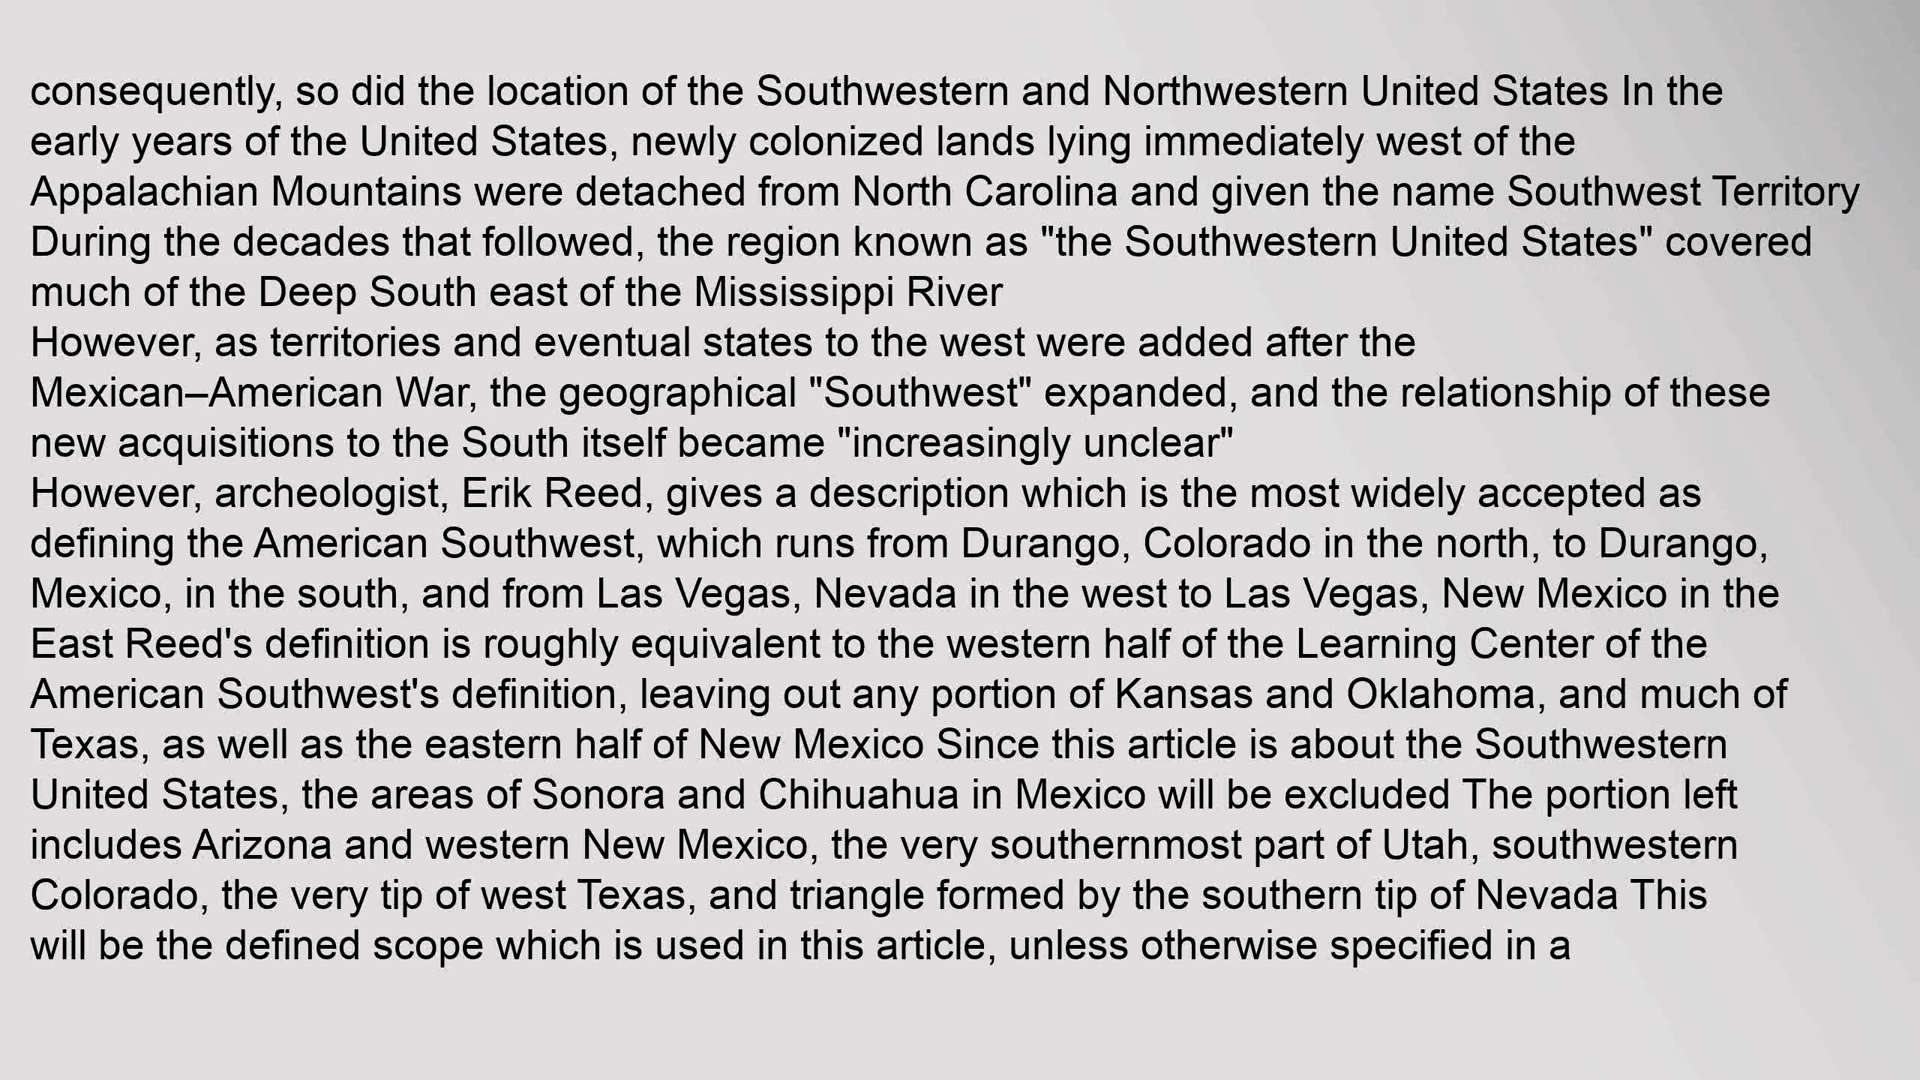 consequently, so did the location of the Southwestern and Northwestern United States In the
early years of the United States, newly colonized lands lying immediately west of the
Appalachian Mountains were detached from North Carolina and given the name Southwest Territory
During the decades that followed, the region known as "the Southwestern United States" covered
much of the Deep South east of the Mississippi River
However, as territories and eventual states to the west were added after the
Mexican–American War, the geographical "Southwest" expanded, and the relationship of these
new acquisitions to the South itself became "increasingly unclear"
However, archeologist, Erik Reed, gives a description which is the most widely accepted as
defining the American Southwest, which runs from Durango, Colorado in the north, to Durango,
Mexico, in the south, and from Las Vegas, Nevada in the west to Las Vegas, New Mexico in the
East Reed's definition is roughly equivalent to the western half of the Learning Center of the
American Southwest's definition, leaving out any portion of Kansas and Oklahoma, and much of
Texas, as well as the eastern half of New Mexico Since this article is about the Southwestern
United States, the areas of Sonora and Chihuahua in Mexico will be excluded The portion left
includes Arizona and western New Mexico, the very southernmost part of Utah, southwestern
Colorado, the very tip of west Texas, and triangle formed by the southern tip of Nevada This
will be the defined scope which is used in this article, unless otherwise specified in a